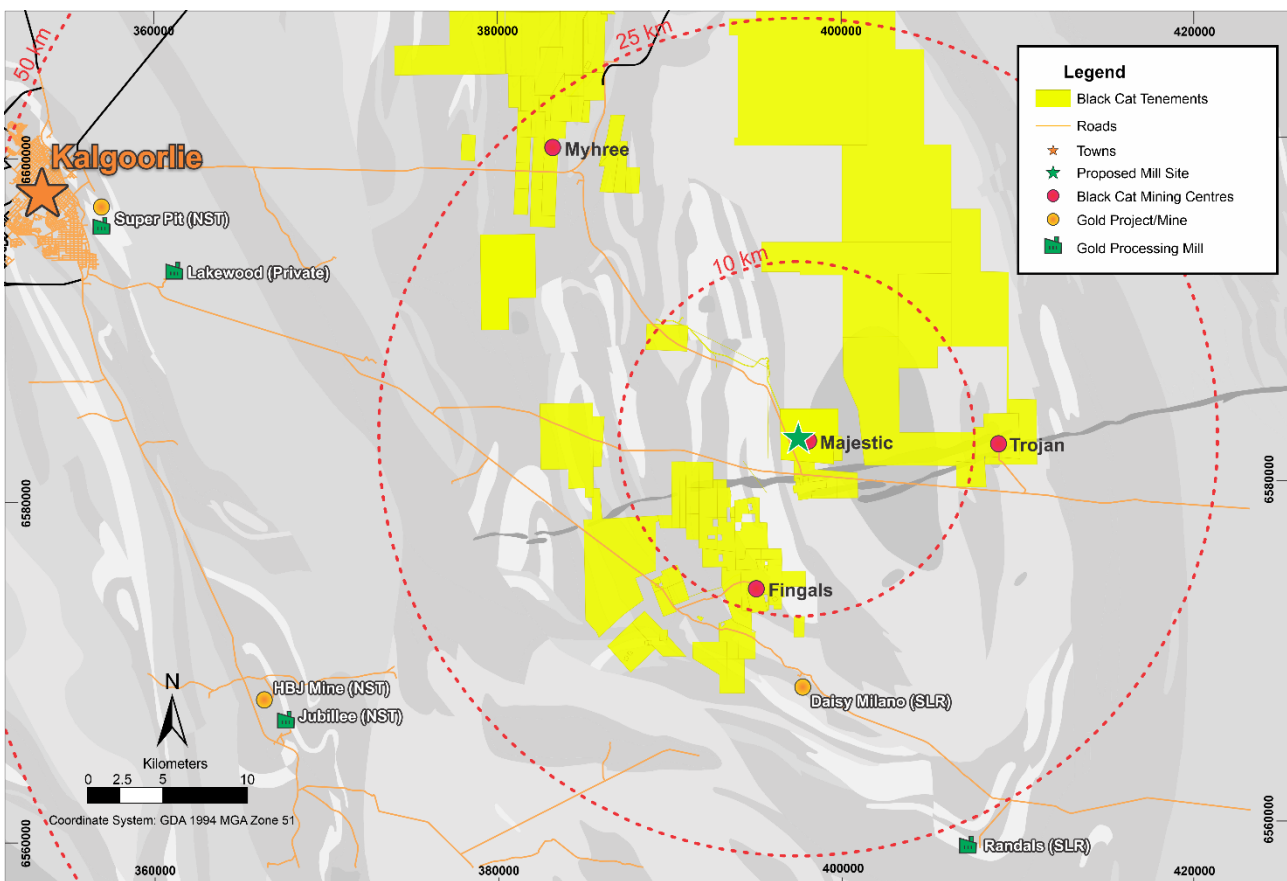 360000
380000
400000
420000
50 km
25 km
Legend
Black Cat Tenements
Roads
Towns
Proposed Mill Site
Black Cat Mining Centres
Gold Project/Mine
Gold Processing Mill
6600000
Kalgoorlie
Myhree
Super Pit (NST)
Lakewood (Private)
10 km
Majestic
Trojan
6580000
6580000
Fingals
HBJ Mine (NST)
Jubillee (NST)
Daisy Milano (SLR)
N
Kilometers
0 2.5 5 10
Coordinate System: GDA 1994 MGA Zone 51
Randals (SLR)
6560000
6560000
360000
380000
400000
420000